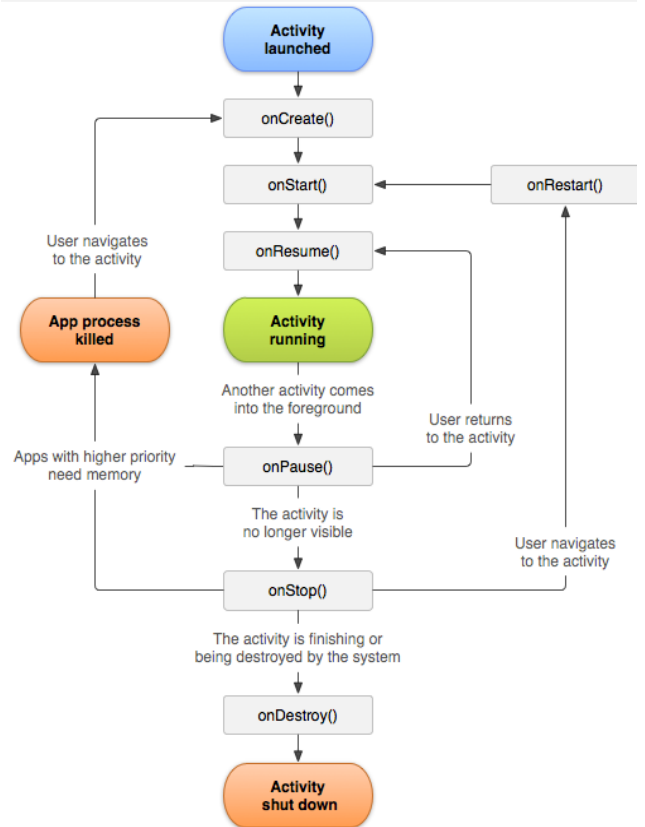 Activity
launched
onCreate()
onStart()
onRestart()
User navigates
to the activity
onResume()
App process
killed
Activity
running
Another activity comes
into the foreground
User returns
to the activity
Apps with higher priority
need memory
onPause()
The activity is
no longer visible
User navigates
to the activity
onStop()
The activity is finishing or
being destroyed by the system
onDestroy()
Activity
shut down